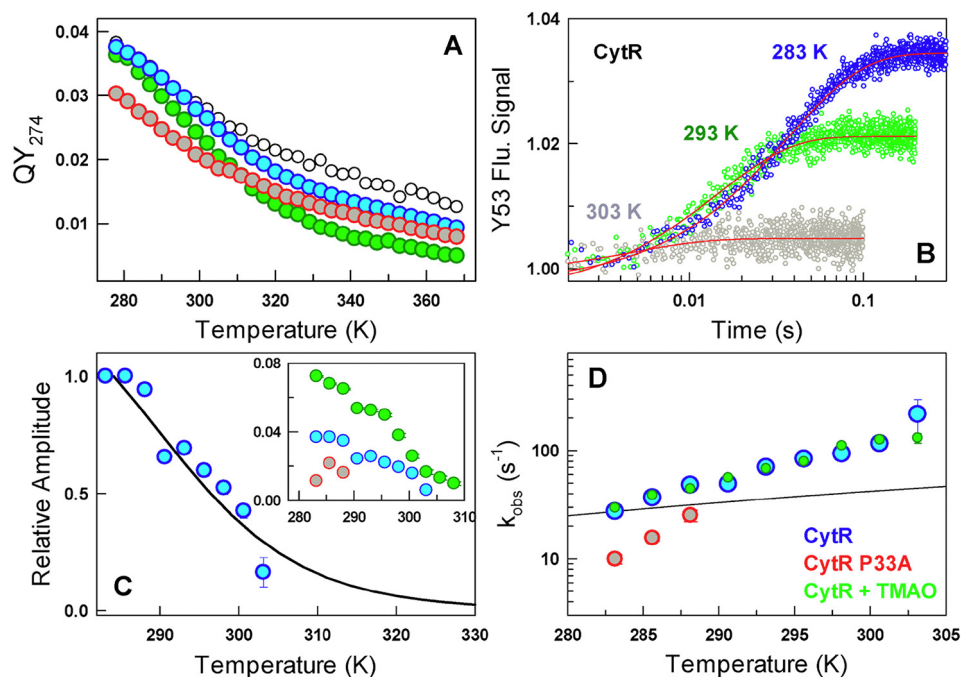 A
QY274
0.04
0.03
0.02
0.01
280 300 320 340 360
Temperature (K)
CytR
283 K
293 K
303 K
B
Y53 Flu. Signal
1.04
1.02
1.00
0.01 0.1
Time (s)
C
Relative Amplitude
1.0
0.5
0.0
290 300 310 320 330
Temperature (K)
0.08
0.04
0.00
280 290 300 310
D
kobs (s-1)
100
10
CytR
CytR P33A
CytR + TMAO
280 285 290 295 300 305
Temperature (K)